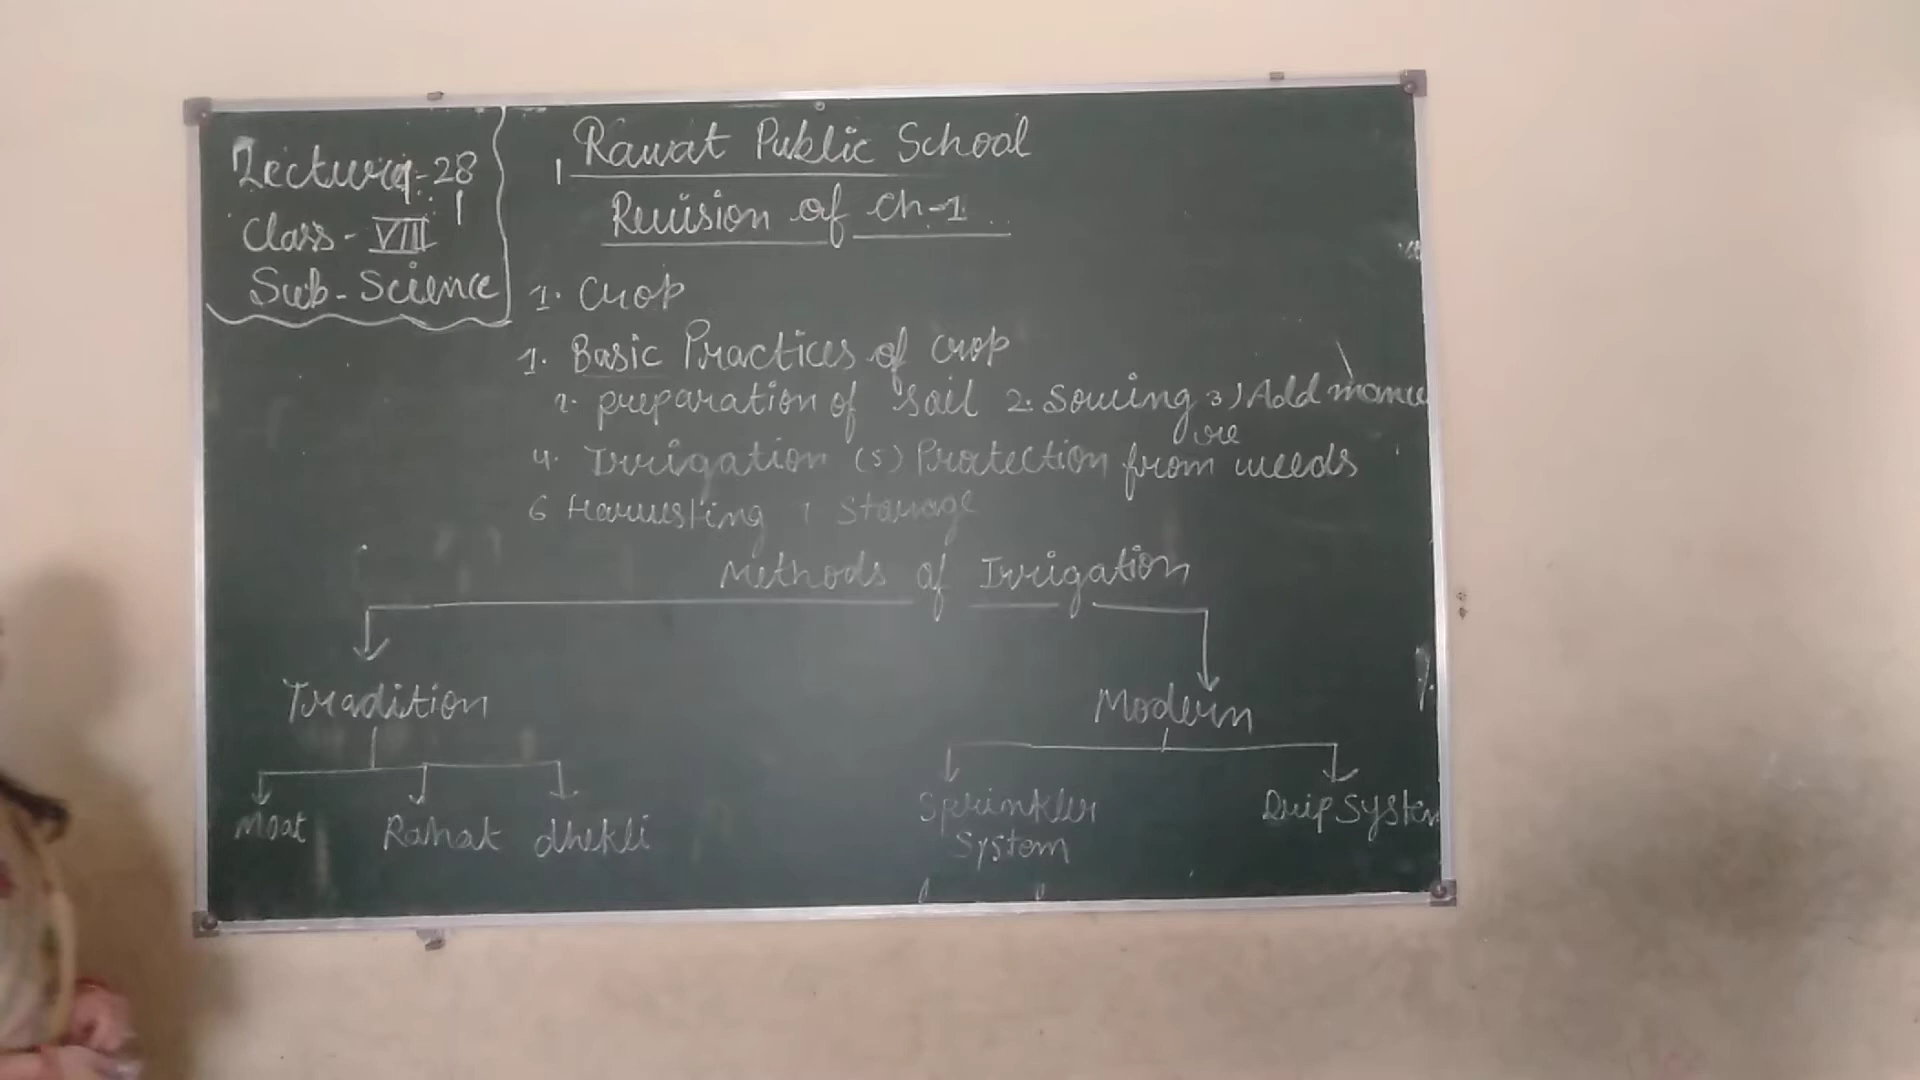 Lecture-28
Class - VIII
Sub - Science
Rawat Public School
Revision of Ch-1
1. Crop
1. Basic Practices of crop
1. preparation of soil 2. Sowing 3) Add manure
4. Irrigation (5) Protection from weeds
6 Harvesting 7 Storage
Methods of Irrigation
Tradition
Modern
Moat Rahat dhekli
Sprinkler System
Drip System